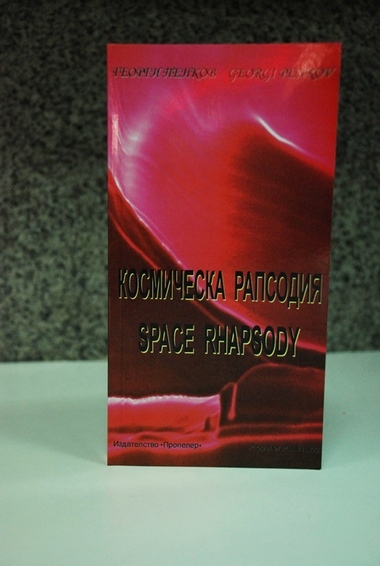 ГЕОРГИ ПЕНКОВ GEORGI PENKOV
КОСМИЧЕСКА РАПСОДИЯ
SPACE RHAPSODY
Издателство •Пропелер•